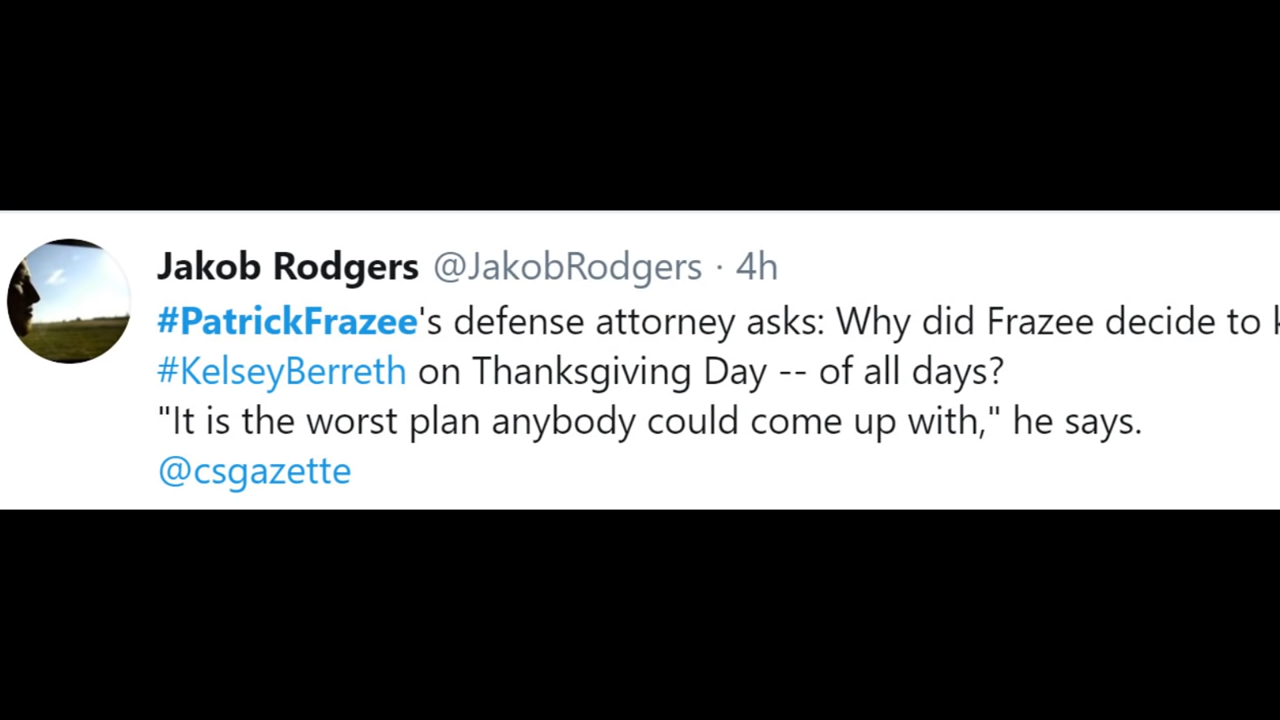 Jakob Rodgers @JakobRodgers · 4h
#PatrickFrazee's defense attorney asks: Why did Frazee decide to
#KelseyBerreth on Thanksgiving Day -- of all days?
"It is the worst plan anybody could come up with," he says.
@csgazette